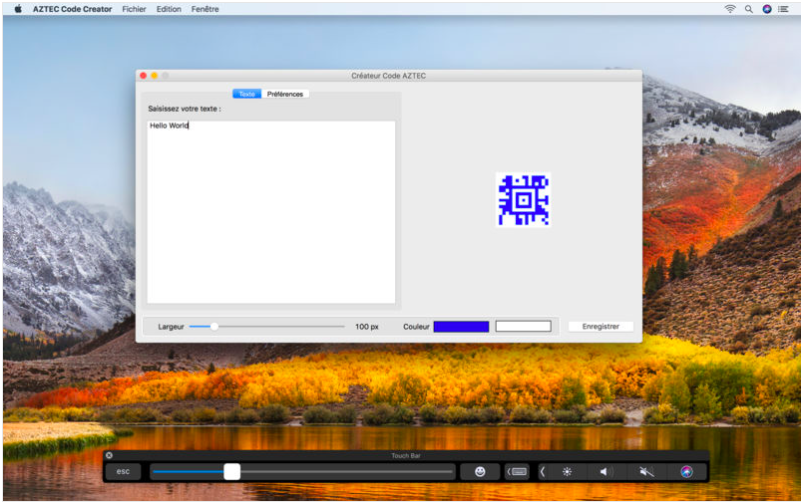 AZTEC Code Creator Fichier Edition Fenêtre
Créateur Code AZTEC
Texte Préférences
Saisissez votre texte :
Hello World
Largeur 100 px Couleur Enregistrer
Touch Bar
esc